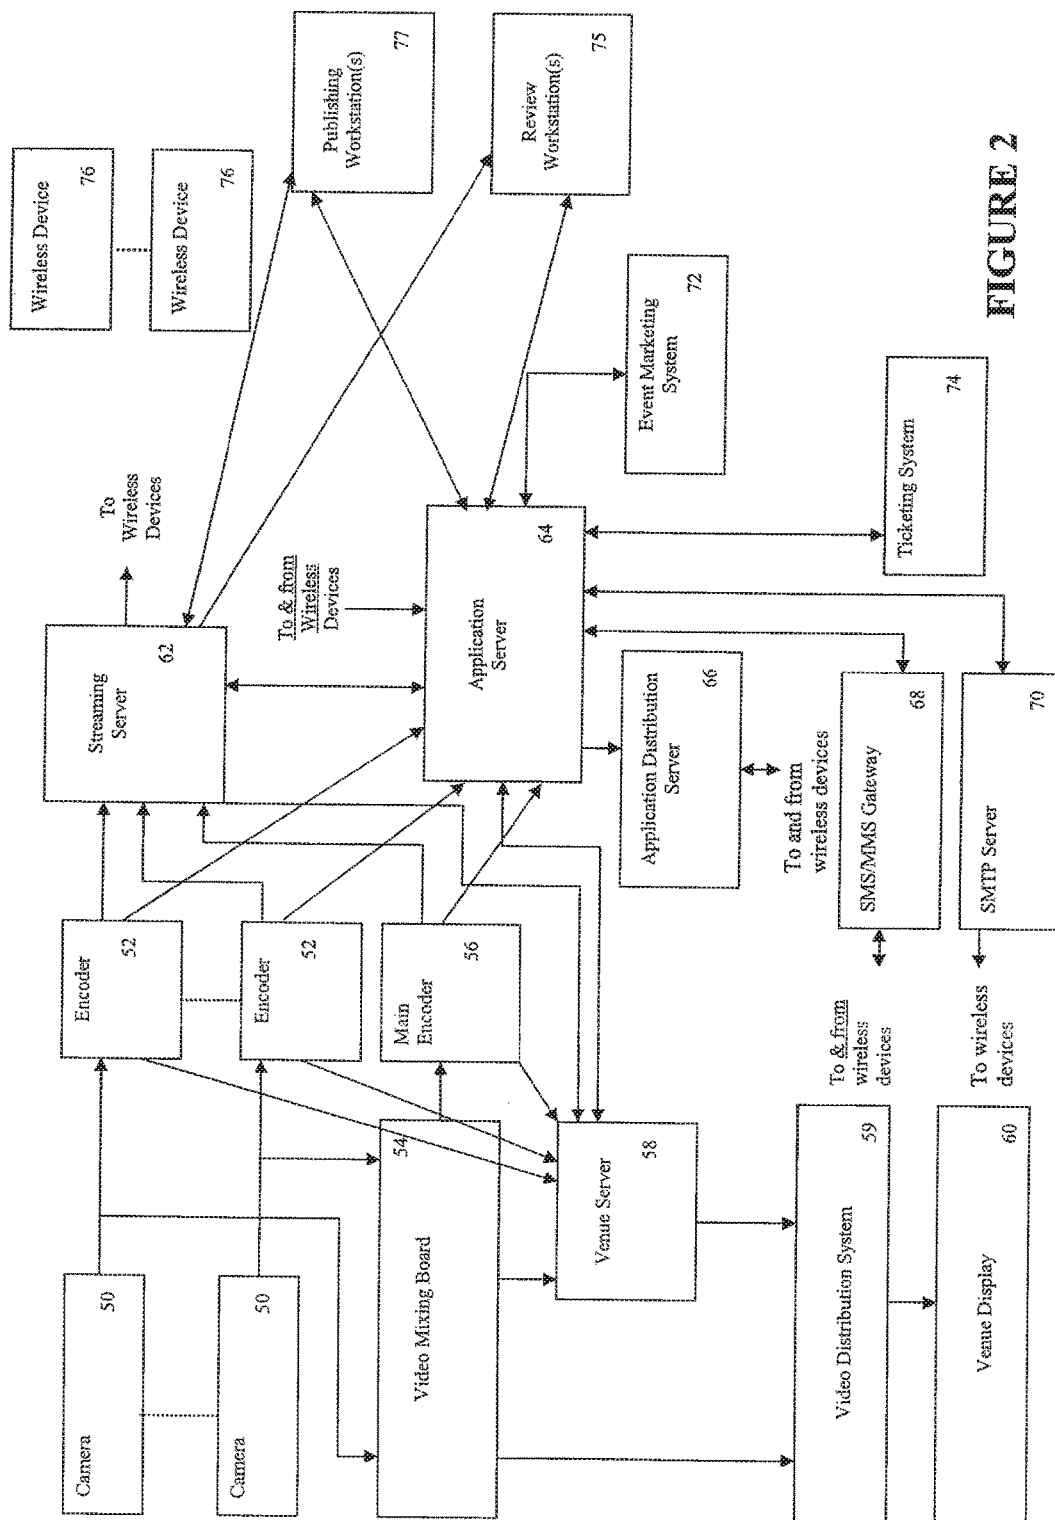 Camera
50
Camera
50
Encoder
52
Encoder
52
Video Mixing Board
54
Main
Encoder
56
Venue Server
58
Video Distribution System
59
Venue Display
60
Streaming
Server
62
To
Wireless
Devices
Wireless Device
76
Wireless Device
76
To & from
Wireless
Devices
Application
Server
64
Publishing
Workstation(s)
77
Review
Workstation(s)
75
Application Distribution
Server
66
To and from
wireless devices
Event Marketing
System
72
SMS/MMS Gateway
68
To & from
wireless
devices
SMTP Server
70
To wireless
devices
Ticketing System
74
FIGURE 2